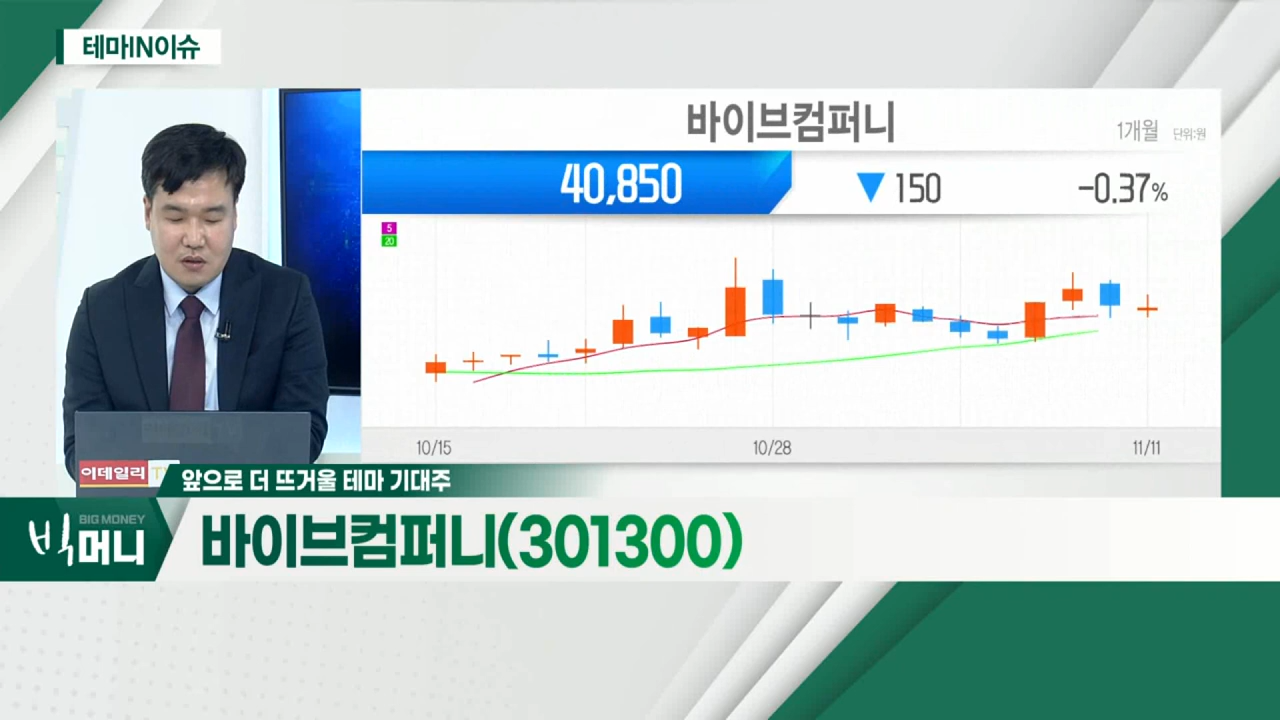 테마IN이슈
바이브컴퍼니
1개월 단위:원
40,850 ▼ 150 -0.37%
5
20
10/15 10/28 11/11
이데일리 TV
앞으로 더 뜨거울 테마 기대주
BIG MONEY
빅머니
바이브컴퍼니(301300)